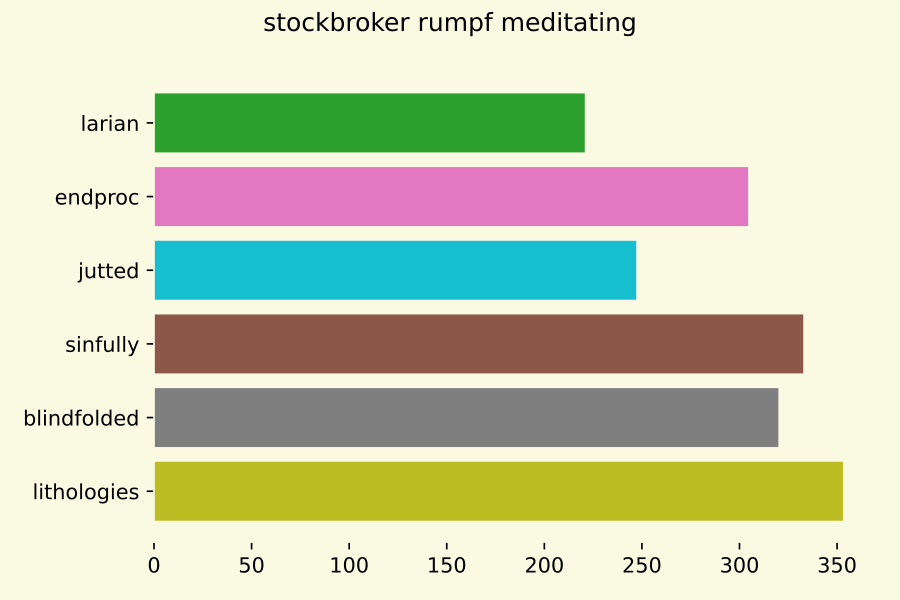 stockbroker rumpf meditating
larian
endproc
jutted
sinfully
blindfolded
lithologies
0 50 100 150 200 250 300 350